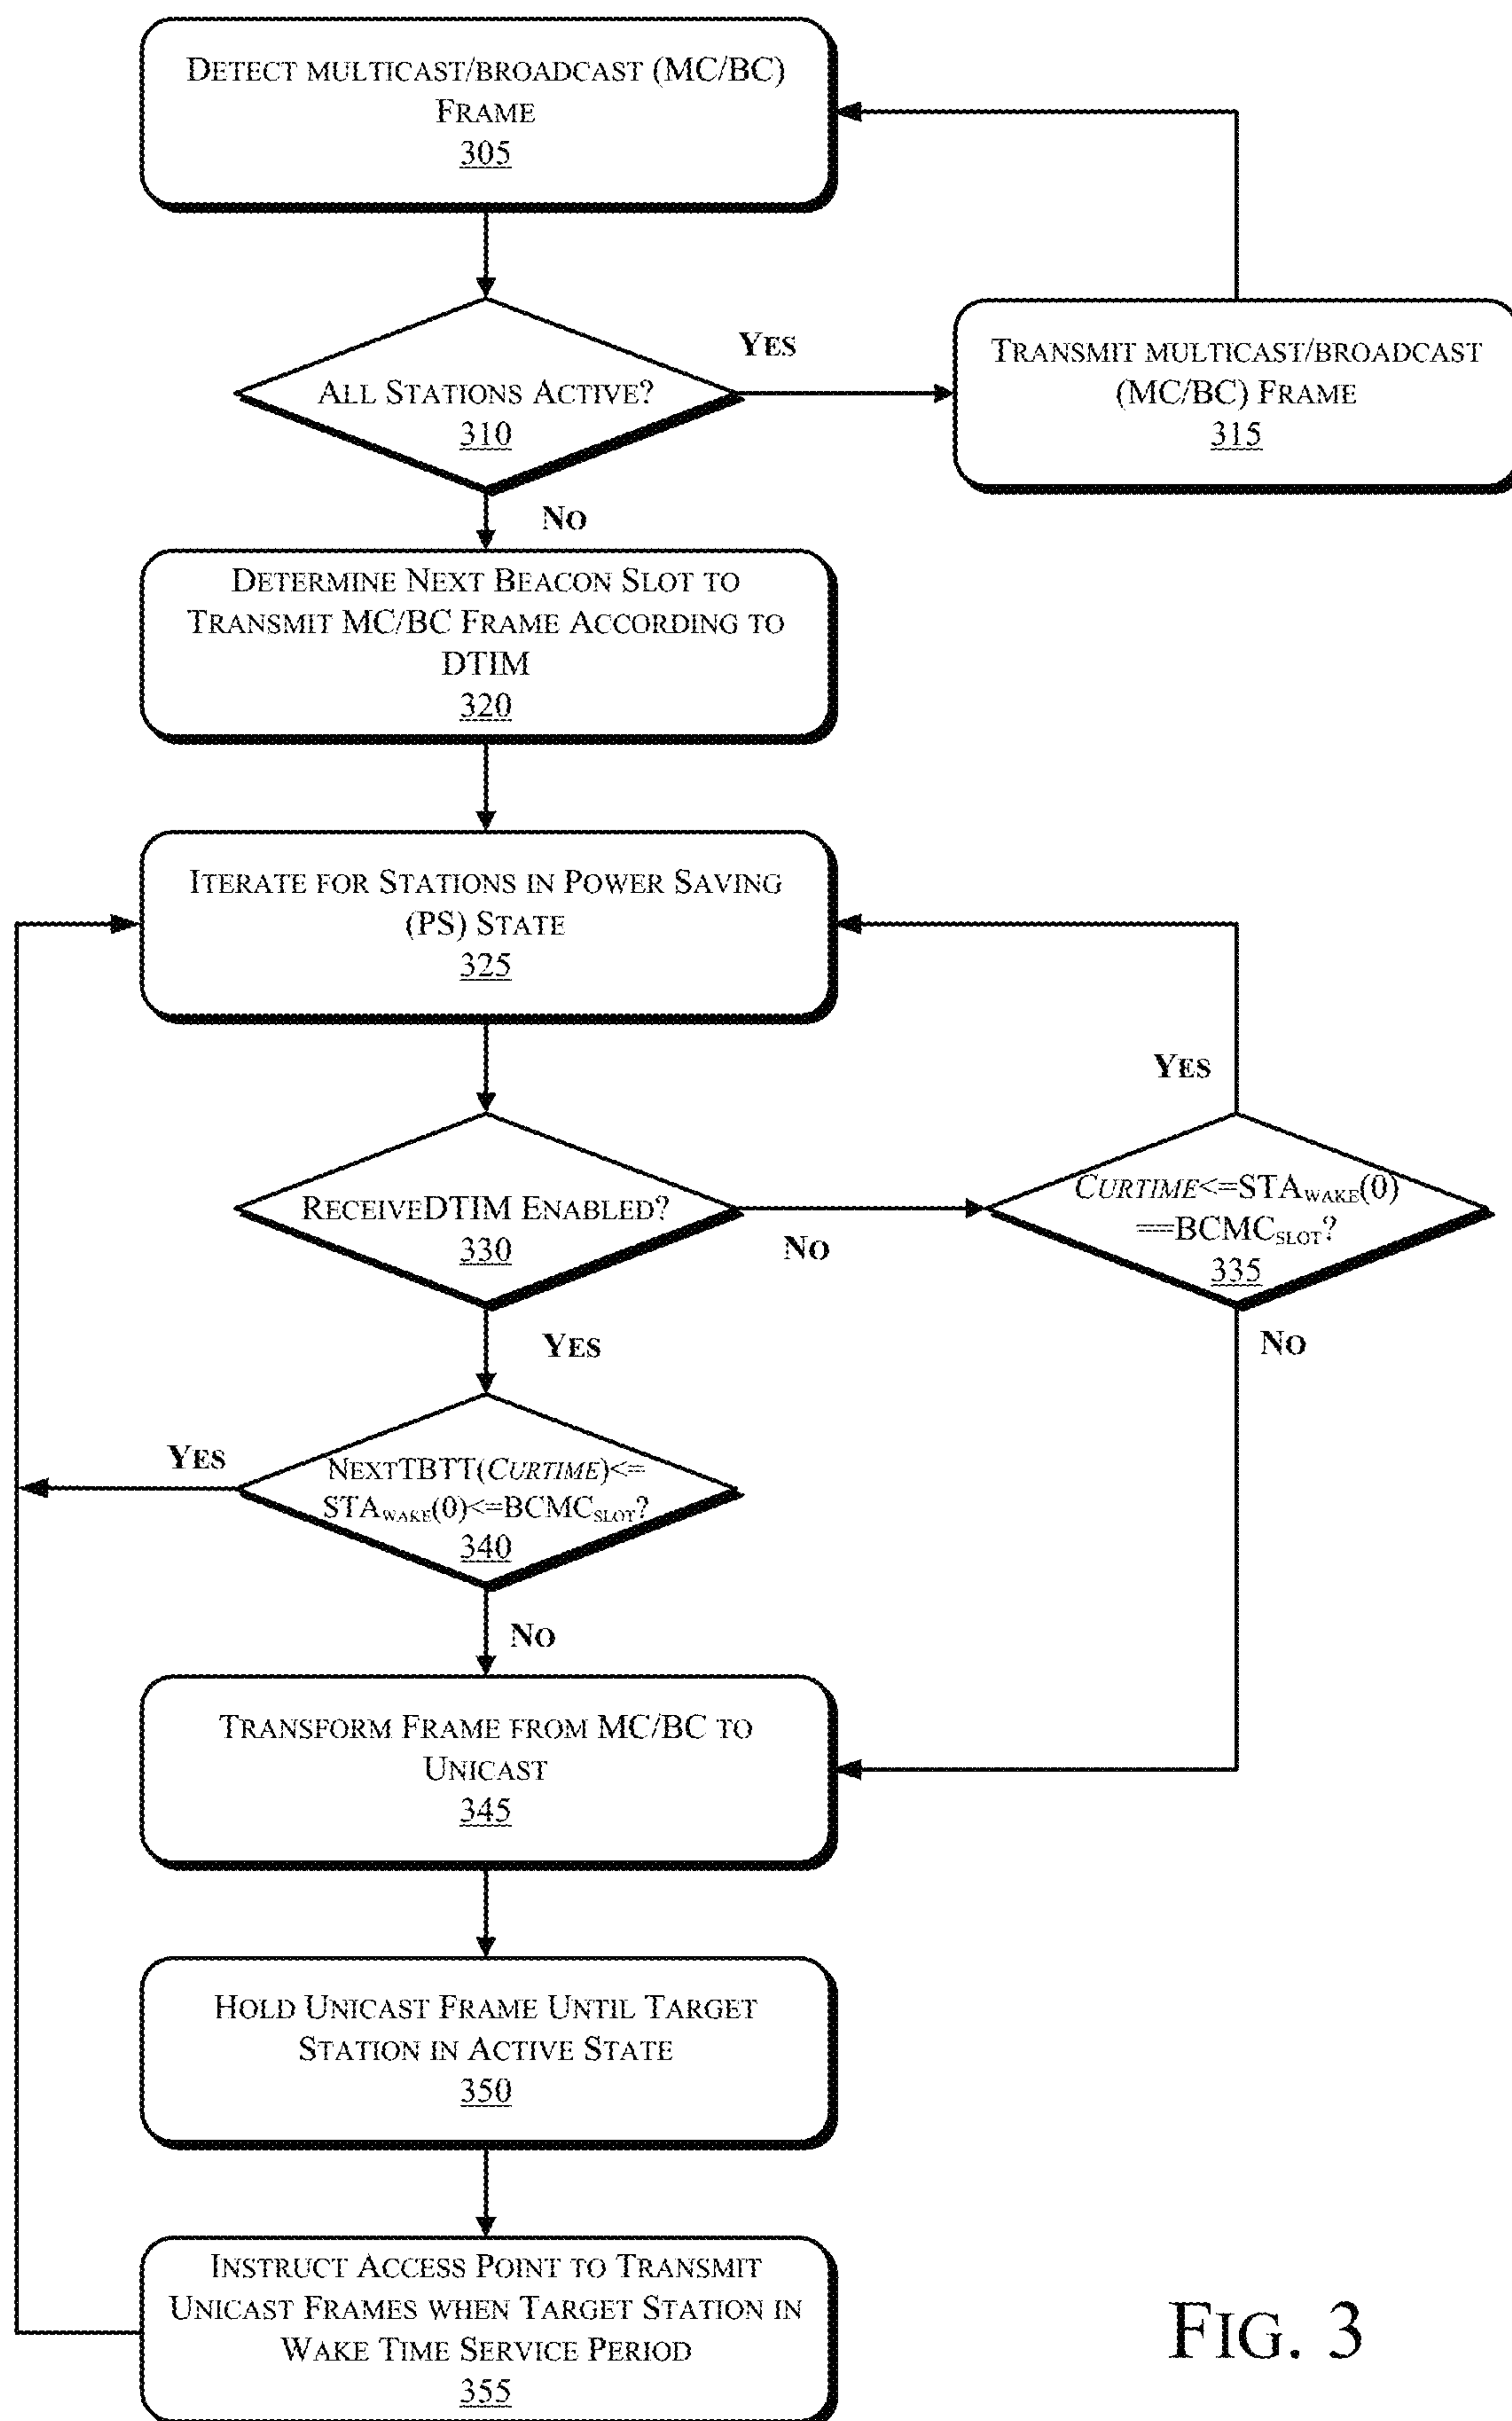 DETECT MULTICAST/BROADCAST (MC/BC)
FRAME
305
ALL STATIONS ACTIVE?
310
YES
TRANSMIT MULTICAST/BROADCAST
(MC/BC) FRAME
315
NO
DETERMINE NEXT BEACON SLOT TO
TRANSMIT MC/BC FRAME ACCORDING TO
DTIM
320
ITERATE FOR STATIONS IN POWER SAVING
(PS) STATE
325
RECEIVEDTIM ENABLED?
330
NO
YES
CURTIME<=STAWAKE(0)
==BCMCSLOT?
335
NO
YES
NEXTTBTT(CURTIME)<=
STAWAKE(0)<=BCMCSLOT?
340
YES
NO
TRANSFORM FRAME FROM MC/BC TO
UNICAST
345
HOLD UNICAST FRAME UNTIL TARGET
STATION IN ACTIVE STATE
350
INSTRUCT ACCESS POINT TO TRANSMIT
UNICAST FRAMES WHEN TARGET STATION IN
WAKE TIME SERVICE PERIOD
355
FIG. 3